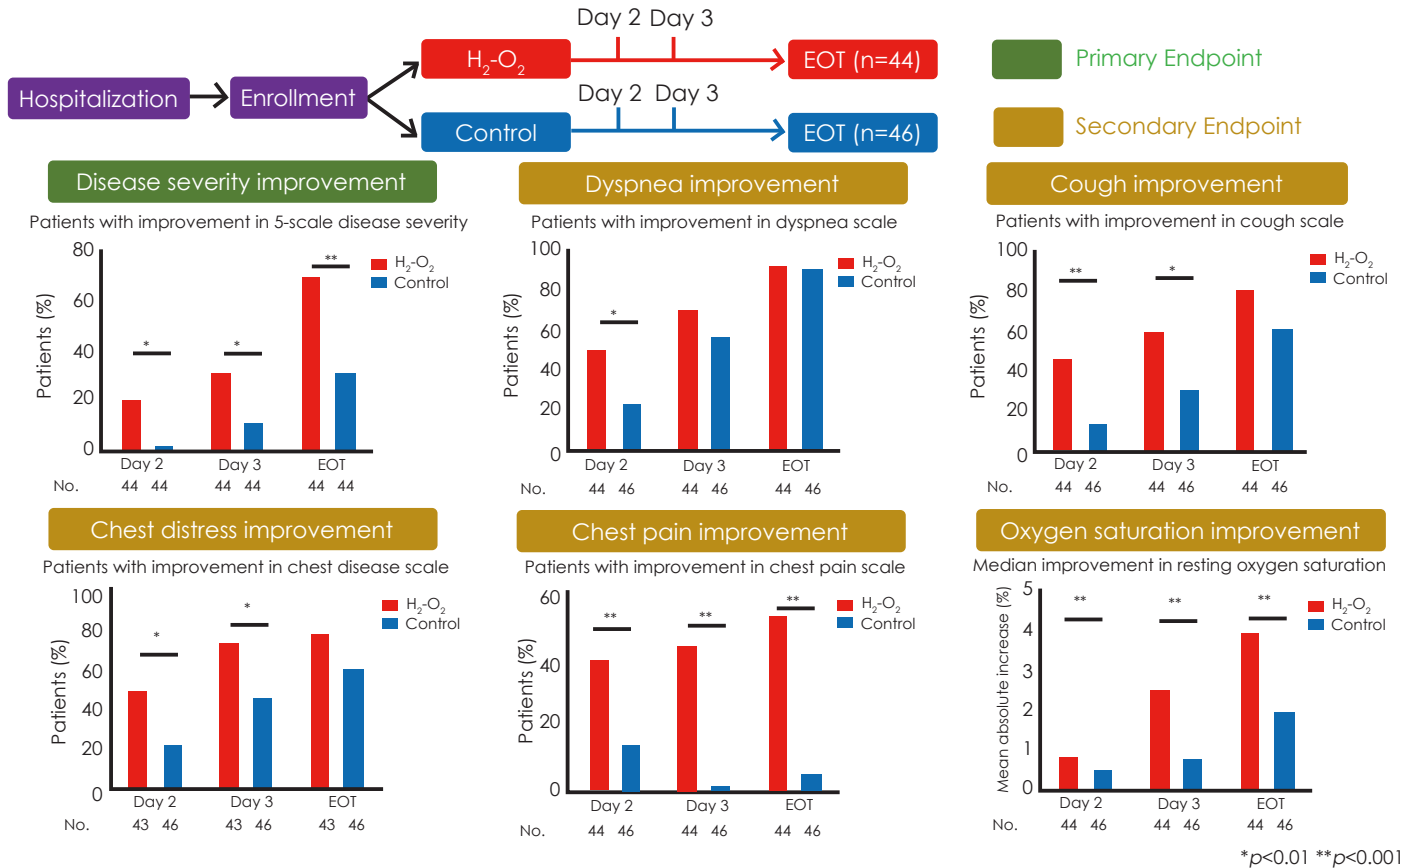 Day 2 Day 3
H₂-O₂
EOT (n=44)
Primary Endpoint
Hospitalization
Enrollment
Day 2 Day 3
Control
EOT (n=46)
Secondary Endpoint
Disease severity improvement
Patients with improvement in 5-scale disease severity
Patients (%)
80
60
40
20
0
H₂-O₂
Control
*
*
**
Day 2 Day 3 EOT
No. 44 44 44 44 44 44
Dyspnea improvement
Patients with improvement in dyspnea scale
Patients (%)
100
80
60
40
20
0
H₂-O₂
Control
*
Day 2 Day 3 EOT
No. 44 46 44 46 44 46
Cough improvement
Patients with improvement in cough scale
Patients (%)
100
80
60
40
20
0
H₂-O₂
Control
**
*
Day 2 Day 3 EOT
No. 44 46 44 46 44 46
Chest distress improvement
Patients with improvement in chest disease scale
Patients (%)
100
80
60
40
20
0
H₂-O₂
Control
*
*
Day 2 Day 3 EOT
No. 43 46 43 46 43 46
Chest pain improvement
Patients with improvement in chest pain scale
Patients (%)
60
40
20
0
H₂-O₂
Control
**
**
**
Day 2 Day 3 EOT
No. 44 46 44 46 44 46
Oxygen saturation improvement
Median improvement in resting oxygen saturation
Mean absolute increase (%)
5
4
3
2
1
0
H₂-O₂
Control
**
**
**
Day 2 Day 3 EOT
No. 44 46 44 46 44 46
*p<0.01 **p<0.001